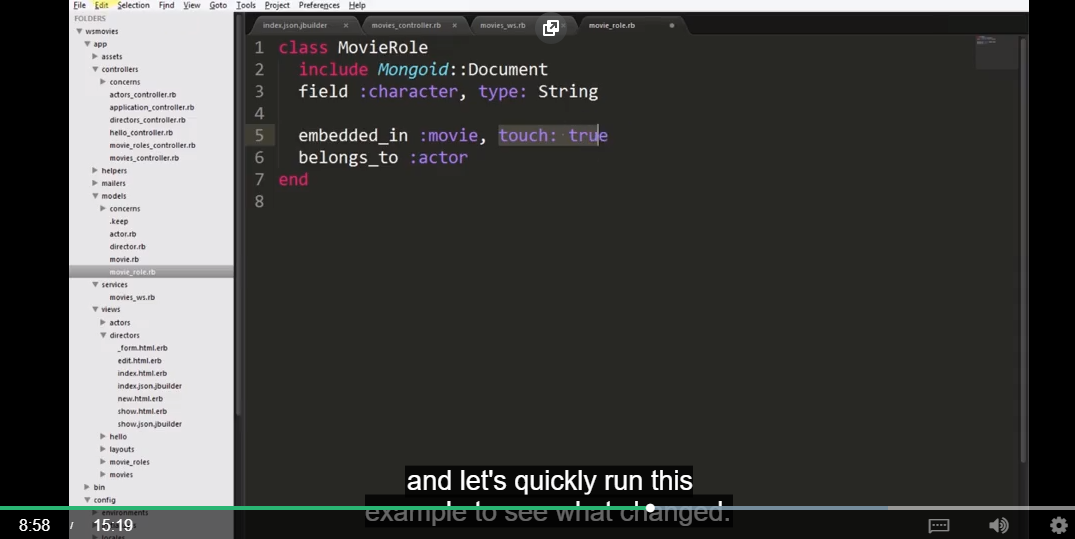 File Edit Selection Find View Goto Tools Project Preferences Help
FOLDERS
wsmovies
app
assets
controllers
concerns
actors_controller.rb
application_controller.rb
directors_controller.rb
hello_controller.rb
movie_roles_controller.rb
movies_controller.rb
helpers
mailers
models
concerns
.keep
actor.rb
director.rb
movie.rb
movie_role.rb
services
movies_ws.rb
views
actors
directors
_form.html.erb
edit.html.erb
index.html.erb
index.json.jbuilder
new.html.erb
show.html.erb
show.json.jbuilder
hello
layouts
movie_roles
movies
bin
config
environments
locales
index.json.jbuilder × movies_controller.rb × movies_ws.rb × movie_role.rb
1 class MovieRole
2 include Mongoid::Document
3 field :character, type: String
4
5 embedded_in :movie, touch: true
6 belongs_to :actor
7 end
8
and let's quickly run this
example to see what changed.
8:58 / 15:19